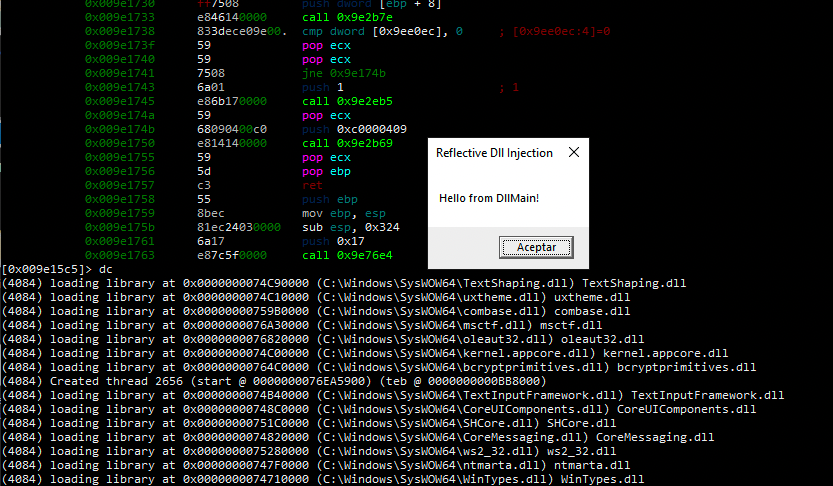 0x009e1730 ff7508 push dword [ebp + 8]
0x009e1733 e846140000 call 0x9e2b7e
0x009e1738 833dece09e00. cmp dword [0x9ee0ec], 0 ; [0x9ee0ec:4]=0
0x009e173f 59 pop ecx
0x009e1740 59 pop ecx
0x009e1741 7508 jne 0x9e174b
0x009e1743 6a01 push 1 ; 1
0x009e1745 e86b170000 call 0x9e2eb5
0x009e174a 59 pop ecx
0x009e174b 68090400c0 push 0xc0000409
0x009e1750 e814140000 call 0x9e2b69
0x009e1755 59 pop ecx
0x009e1756 5d pop ebp
0x009e1757 c3 ret
0x009e1758 55 push ebp
0x009e1759 8bec mov ebp, esp
0x009e175b 81ec24030000 sub esp, 0x324
0x009e1761 6a17 push 0x17
0x009e1763 e87c5f0000 call 0x9e76e4
Reflective Dll Injection
Hello from DllMain!
Aceptar
[0x009e15c5]> dc
(4084) loading library at 0x0000000074C90000 (C:\Windows\SysWOW64\TextShaping.dll) TextShaping.dll
(4084) loading library at 0x0000000074C10000 (C:\Windows\SysWOW64\uxtheme.dll) uxtheme.dll
(4084) loading library at 0x00000000759B0000 (C:\Windows\SysWOW64\combase.dll) combase.dll
(4084) loading library at 0x0000000076A30000 (C:\Windows\SysWOW64\msctf.dll) msctf.dll
(4084) loading library at 0x0000000076820000 (C:\Windows\SysWOW64\oleaut32.dll) oleaut32.dll
(4084) loading library at 0x0000000074C00000 (C:\Windows\SysWOW64\kernel.appcore.dll) kernel.appcore.dll
(4084) loading library at 0x00000000764C0000 (C:\Windows\SysWOW64\bcryptprimitives.dll) bcryptprimitives.dll
(4084) Created thread 2656 (start @ 0000000076EA5900) (teb @ 0000000000BB8000)
(4084) loading library at 0x0000000074B40000 (C:\Windows\SysWOW64\TextInputFramework.dll) TextInputFramework.dll
(4084) loading library at 0x00000000748C0000 (C:\Windows\SysWOW64\CoreUIComponents.dll) CoreUIComponents.dll
(4084) loading library at 0x00000000751C0000 (C:\Windows\SysWOW64\SHCore.dll) SHCore.dll
(4084) loading library at 0x0000000074820000 (C:\Windows\SysWOW64\CoreMessaging.dll) CoreMessaging.dll
(4084) loading library at 0x0000000075280000 (C:\Windows\SysWOW64\ws2_32.dll) ws2_32.dll
(4084) loading library at 0x00000000747F0000 (C:\Windows\SysWOW64\ntmarta.dll) ntmarta.dll
(4084) loading library at 0x0000000074710000 (C:\Windows\SysWOW64\WinTypes.dll) WinTypes.dll